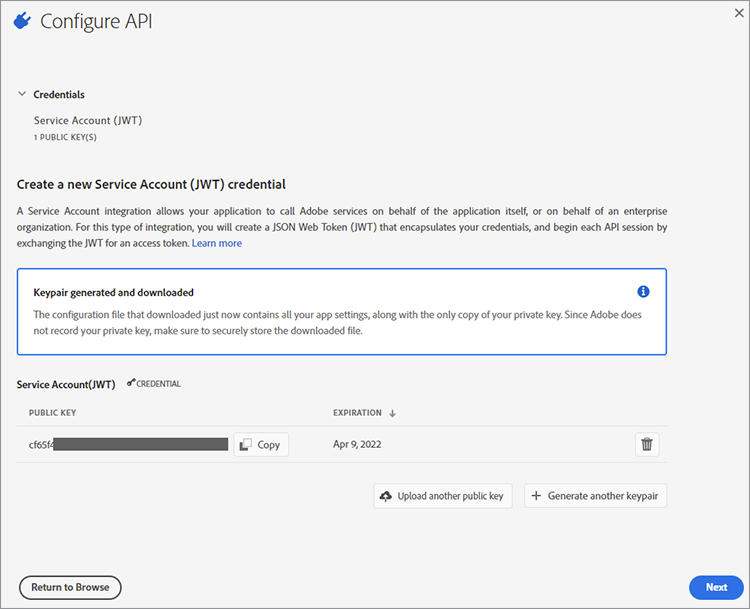 Configure API
Credentials
Service Account (JWT)
1 PUBLIC KEY(S)
Create a new Service Account (JWT) credential
A Service Account integration allows your application to call Adobe services on behalf of the application itself, or on behalf of an enterprise
organization. For this type of integration, you will create a JSON Web Token (JWT) that encapsulates your credentials, and begin each API session by
exchanging the JWT for an access token. Learn more
Keypair generated and downloaded
The configuration file that downloaded just now contains all your app settings, along with the only copy of your private key. Since Adobe does
not record your private key, make sure to securely store the downloaded file.
Service Account(JWT) CREDENTIAL
PUBLIC KEY EXPIRATION
cf65f4 Copy Apr 9, 2022
Upload another public key Generate another keypair
Return to Browse Next